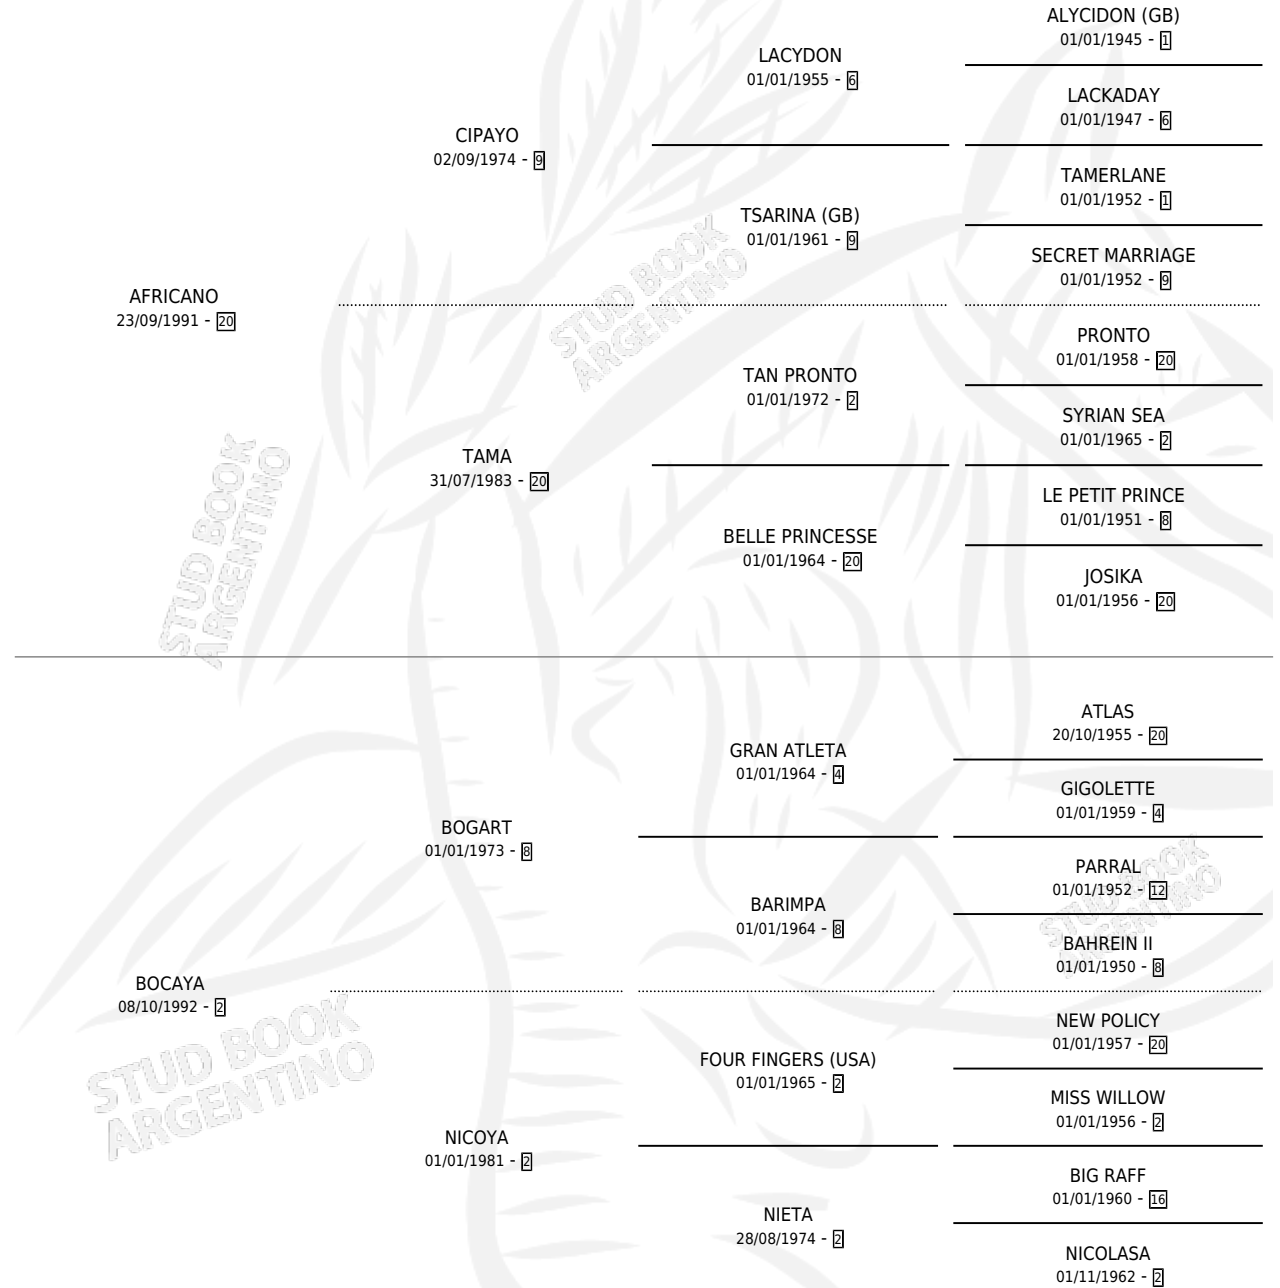 ALYCIDON (GB)
01/01/1945 - 1
LACYDON
01/01/1955 - 6
LACKADAY
01/01/1947 - 6
CIPAYO
02/09/1974 - 9
TAMERLANE
01/01/1952 - 1
TSARINA (GB)
01/01/1961 - 9
SECRET MARRIAGE
01/01/1952 - 9
STUD BOOK
ARGENTINO
AFRICANO
23/09/1991 - 20
PRONTO
01/01/1958 - 20
TAN PRONTO
01/01/1972 - 2
SYRIAN SEA
01/01/1965 - 2
TAMA
31/07/1983 - 20
LE PETIT PRINCE
01/01/1951 - 8
BELLE PRINCESSE
01/01/1964 - 20
JOSIKA
01/01/1956 - 20
STUD BOOK
ARGENTINO
ATLAS
20/10/1955 - 20
GRAN ATLETA
01/01/1964 - 4
GIGOLETTE
01/01/1959 - 4
BOGART
01/01/1973 - 8
PARRAL
01/01/1952 - 12
BARIMPA
01/01/1964 - 8
STUD BOOK
ARGENTINO
BAHREIN II
01/01/1950 - 8
BOCAYA
08/10/1992 - 2
NEW POLICY
01/01/1957 - 20
STUD BOOK
ARGENTINO
FOUR FINGERS (USA)
01/01/1965 - 2
MISS WILLOW
01/01/1956 - 2
NICOYA
01/01/1981 - 2
BIG RAFF
01/01/1960 - 16
NIETA
28/08/1974 - 2
NICOLASA
01/11/1962 - 2